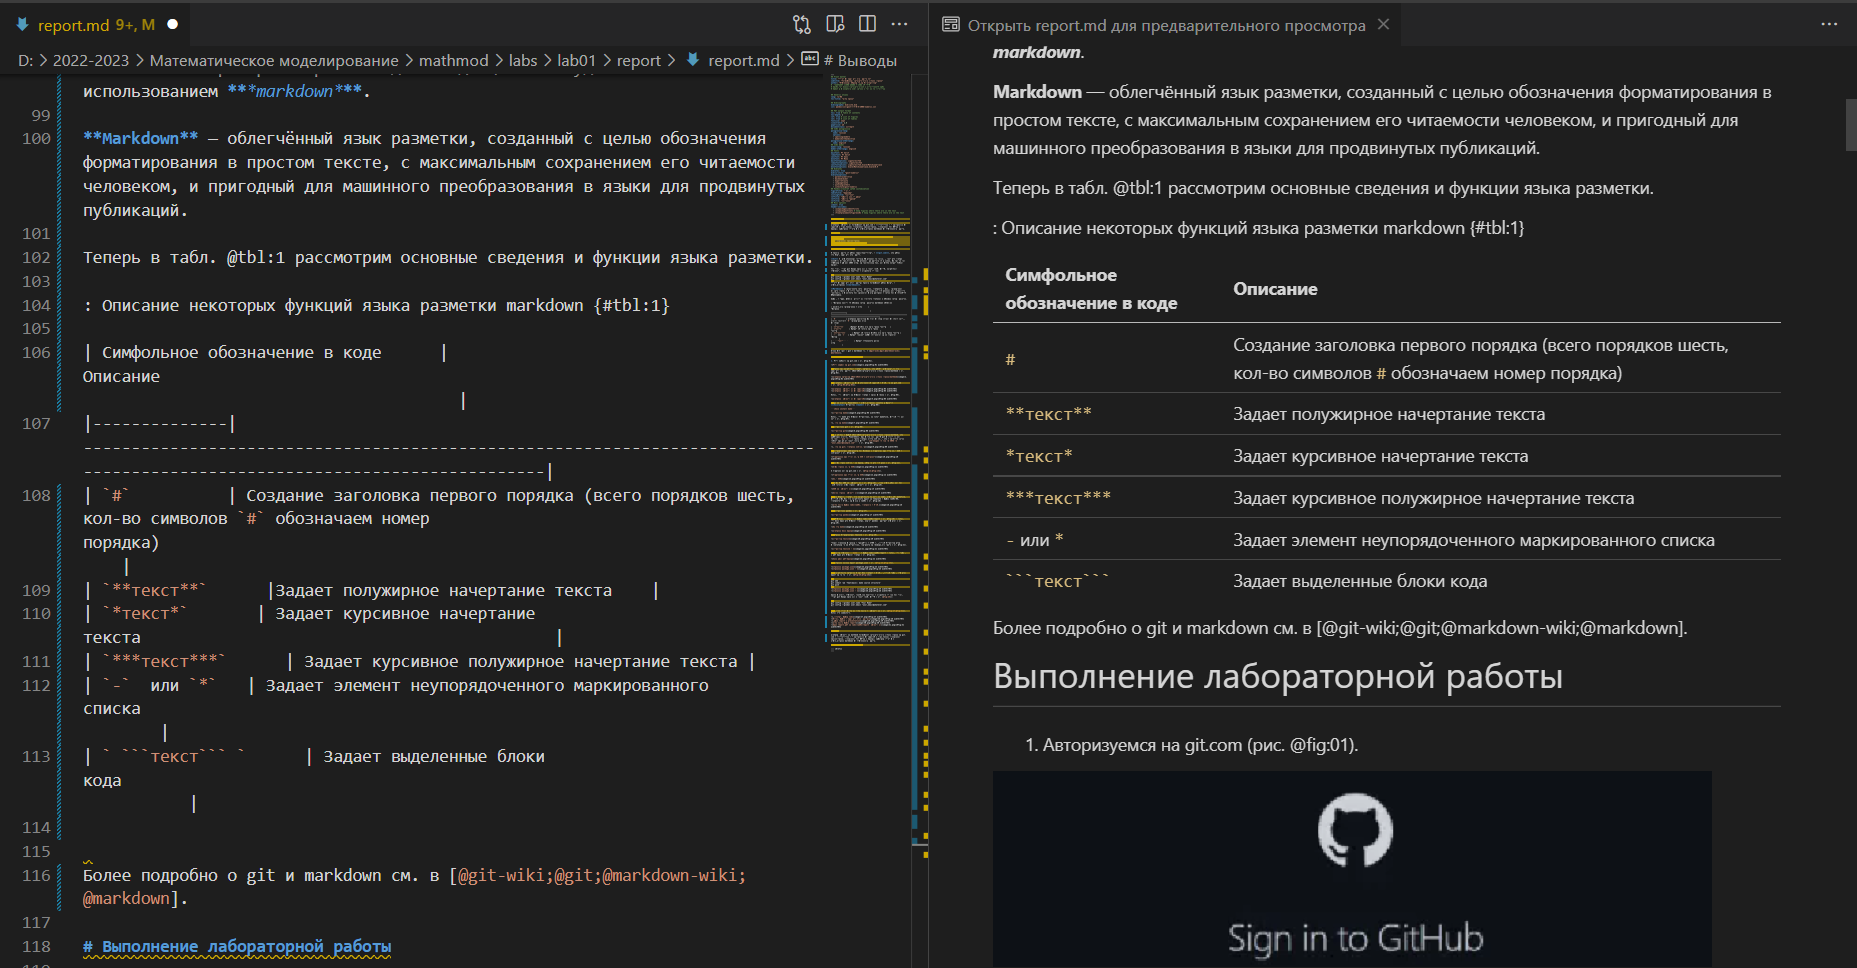 report.md 9+, M
D: > 2022-2023 > Математическое моделирование > mathmod > labs > lab01 > report > report.md > # Выводы
использованием ***markdown***.
99
100 **Markdown** — облегчённый язык разметки, созданный с целью обозначения
форматирования в простом тексте, с максимальным сохранением его читаемости
человеком, и пригодный для машинного преобразования в языки для продвинутых
публикаций.
101
102 Теперь в табл. @tbl:1 рассмотрим основные сведения и функции языка разметки.
103
104 : Описание некоторых функций языка разметки markdown {#tbl:1}
105
106 | Симфольное обозначение в коде |
Описание
|
107 |--------------|
----------------------------------------------------------------------------
------------------------------------------------|
108 | `#` | Создание заголовка первого порядка (всего порядков шесть,
кол-во символов `#` обозначаем номер
порядка)
|
109 | `**текст**` |Задает полужирное начертание текста |
110 | `*текст*` | Задает курсивное начертание
текста |
111 | `***текст***` | Задает курсивное полужирное начертание текста |
112 | `-` или `*` | Задает элемент неупорядоченного маркированного
списка
|
113 | ` ```текст``` ` | Задает выделенные блоки
кода
|
114
115
116 Более подробно о git и markdown см. в [@git-wiki;@git;@markdown-wiki;
@markdown].
117
118 # Выполнение лабораторной работы
Открыть report.md для предварительного просмотра
markdown.
Markdown — облегчённый язык разметки, созданный с целью обозначения форматирования в
простом тексте, с максимальным сохранением его читаемости человеком, и пригодный для
машинного преобразования в языки для продвинутых публикаций.
Теперь в табл. @tbl:1 рассмотрим основные сведения и функции языка разметки.
: Описание некоторых функций языка разметки markdown {#tbl:1}
Симфольное
обозначение в коде Описание
# Создание заголовка первого порядка (всего порядков шесть,
кол-во символов # обозначаем номер порядка)
**текст** Задает полужирное начертание текста
*текст* Задает курсивное начертание текста
***текст*** Задает курсивное полужирное начертание текста
- или * Задает элемент неупорядоченного маркированного списка
```текст``` Задает выделенные блоки кода
Более подробно о git и markdown см. в [@git-wiki;@git;@markdown-wiki;@markdown].
Выполнение лабораторной работы
1. Авторизуемся на git.com (рис. @fig:01).
Sign in to GitHub